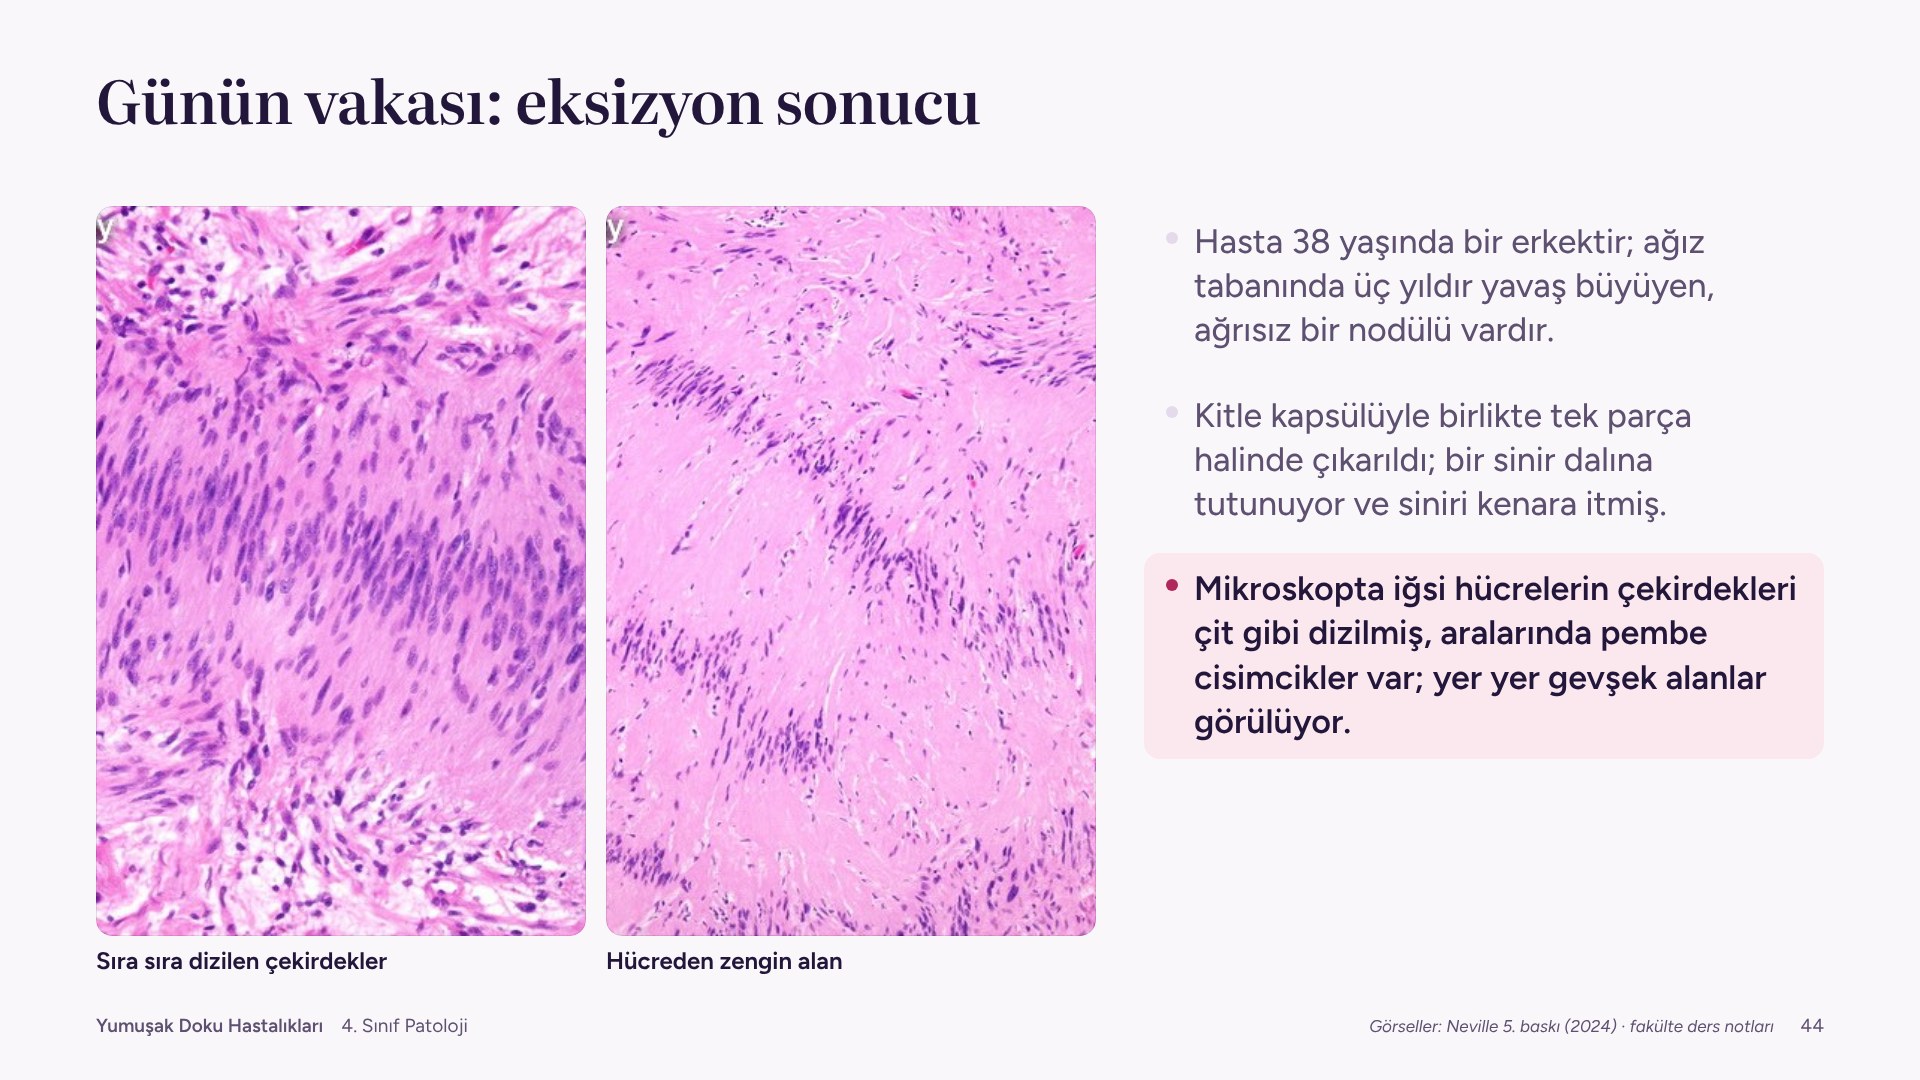 Günün vakası: eksizyon sonucu
y
y
Sıra sıra dizilen çekirdekler
Hücreden zengin alan
Hasta 38 yaşında bir erkektir; ağız
tabanında üç yıldır yavaş büyüyen,
ağrısız bir nodülü vardır.
Kitle kapsülüyle birlikte tek parça
halinde çıkarıldı; bir sinir dalına
tutunuyor ve siniri kenara itmiş.
Mikroskopta iğsi hücrelerin çekirdekleri
çit gibi dizilmiş, aralarında pembe
cisimcikler var; yer yer gevşek alanlar
görülüyor.
Yumuşak Doku Hastalıkları 4. Sınıf Patoloji
Görseller: Neville 5. baskı (2024) · fakülte ders notları 44